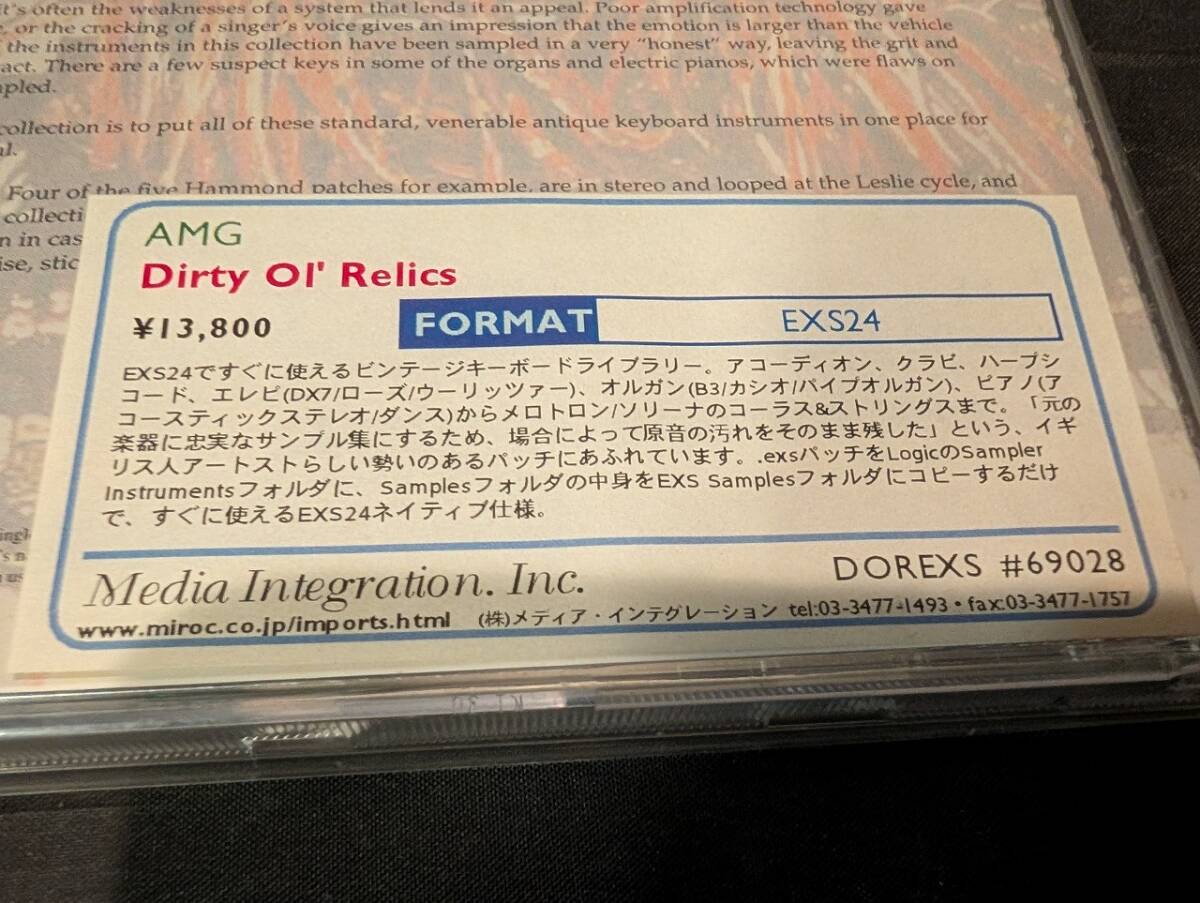 it's often the weaknesses of a system that lends it an appeal. Poor amplification technology gave
, or the cracking of a singer's voice gives an impression that the emotion is larger than the vehicle
the instruments in this collection have been sampled in a very "honest" way, leaving the grit and
act. There are a few suspect keys in some of the organs and electric pianos, which were flaws on
mpled.
collection is to put all of these standard, venerable antique keyboard instruments in one place for
al.
Four of the five Hammond patches for example, are in stereo and looped at the Leslie cycle, and
collecti
n in cas
ise, stic
AMG
Dirty Ol' Relics
¥13,800
FORMAT EXS24
EXS24ですぐに使えるビンテージキーボードライブラリー。アコーディオン、クラビ、ハープシ
コード、エレピ(DX7/ローズ/ウーリッツァー)、オルガン(B3/カシオ/パイプオルガン)、ピアノ(ア
コースティックステレオ/ダンス)からメロトロン/ソリーナのコーラス&ストリングスまで。「元の
楽器に忠実なサンプル集にするため、場合によって原音の汚れをそのまま残した」という、イギ
リス人アートストらしい勢いのあるパッチにあふれています。.exsパッチをLogicのSampler
Instrumentsフォルダに、Samplesフォルダの中身をEXS Samplesフォルダにコピーするだけ
で、すぐに使えるEXS24ネイティブ仕様。
Media Integration. Inc.
DOREXS #69028
www.miroc.co.jp/imports.html (株)メディア・インテグレーション tel:03-3477-1493・fax:03-3477-1757